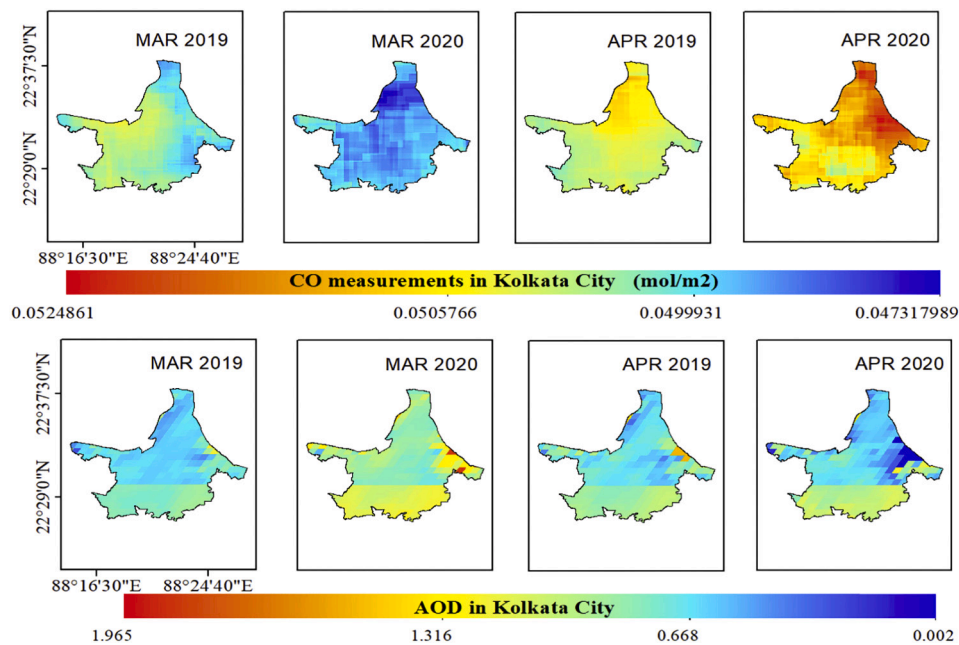 MAR 2019
MAR 2020
APR 2019
APR 2020
22°37'30"N
22°29'0"N
88°16'30"E 88°24'40"E
CO measurements in Kolkata City (mol/m2)
0.0524861 0.0505766 0.0499931 0.047317989
MAR 2019
MAR 2020
APR 2019
APR 2020
22°37'30"N
22°29'0"N
88°16'30"E 88°24'40"E
AOD in Kolkata City
1.965 1.316 0.668 0.002